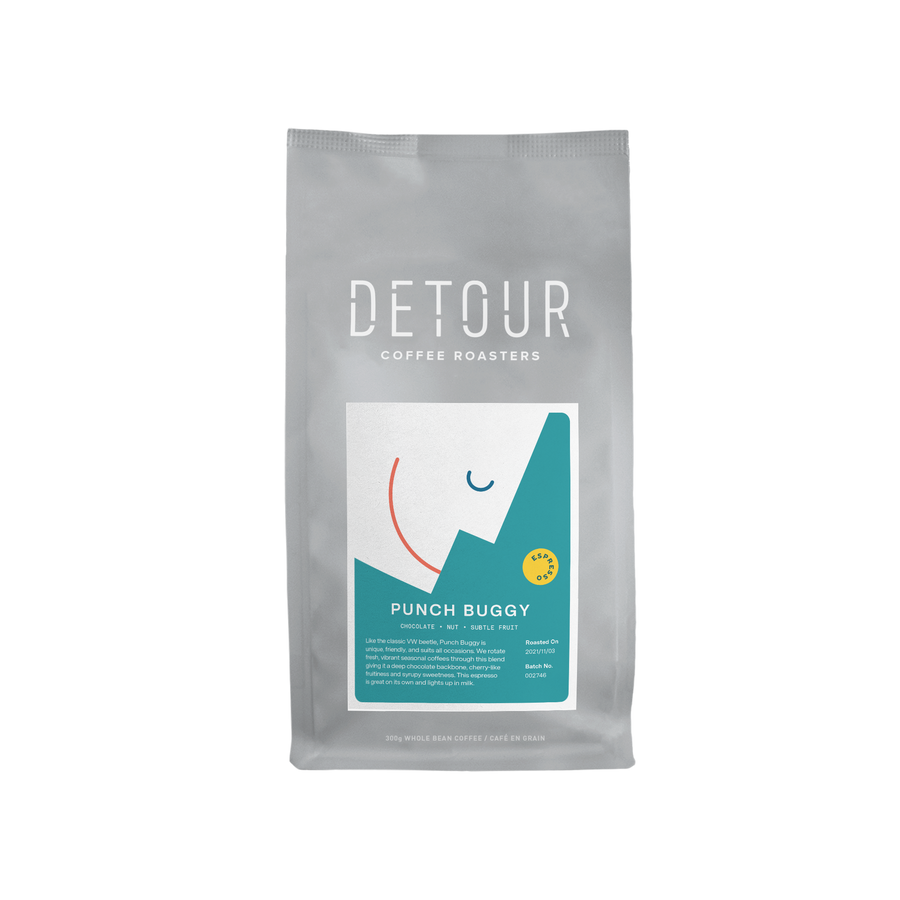 DETOUR
COFFEE ROASTERS
ESPRESSO
PUNCH BUGGY
CHOCOLATE • NUT • SUBTLE FRUIT
Like the classic VW beetle, Punch Buggy is
unique, friendly, and suits all occasions. We rotate
fresh, vibrant seasonal coffees through this blend
giving it a deep chocolate backbone, cherry-like
fruitiness and syrupy sweetness. This espresso
is great on its own and lights up in milk.
Roasted On
2021/11/03
Batch No.
002746
300g WHOLE BEAN COFFEE / CAFÉ EN GRAIN